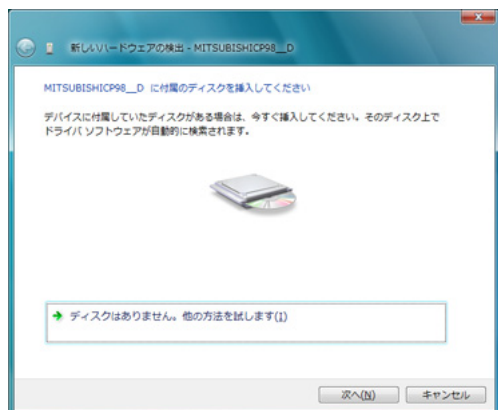 新しいハードウェアの検出 - MITSUBISHICP98__D
MITSUBISHICP98__D に付属のディスクを挿入してください
デバイスに付属していたディスクがある場合は、今すぐ挿入してください。そのディスク上で
ドライバ ソフトウェアが自動的に検索されます。
ディスクはありません。他の方法を試します(I)
次へ(N) キャンセル